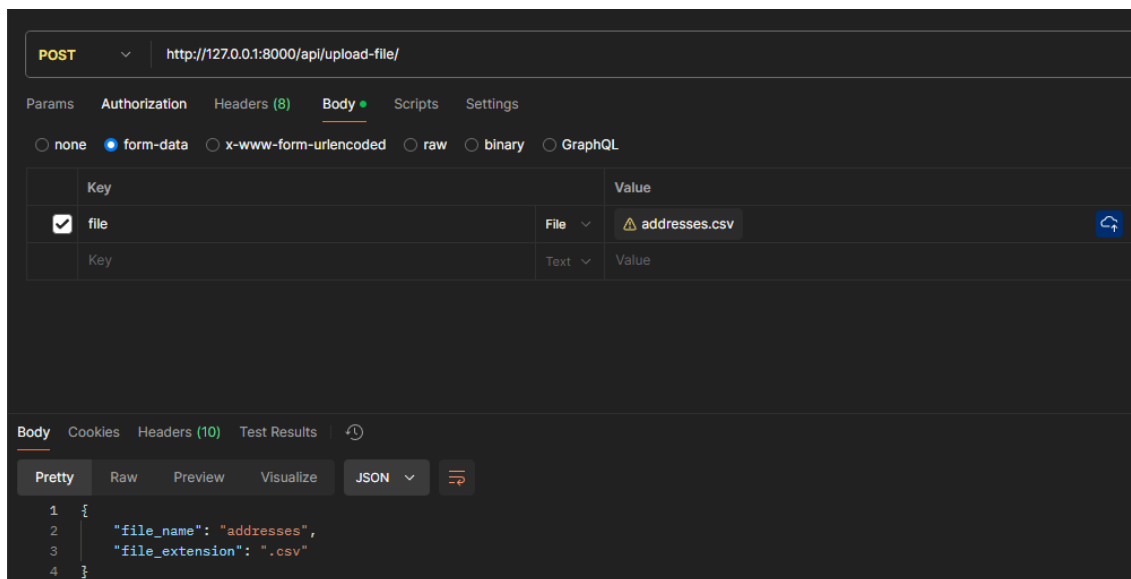 POST http://127.0.0.1:8000/api/upload-file/
Params Authorization Headers (8) Body Scripts Settings
none form-data x-www-form-urlencoded raw binary GraphQL
Key Value
file File addresses.csv
Key Text Value
Body Cookies Headers (10) Test Results
Pretty Raw Preview Visualize JSON
1 {
2 "file_name": "addresses",
3 "file_extension": ".csv"
4 }